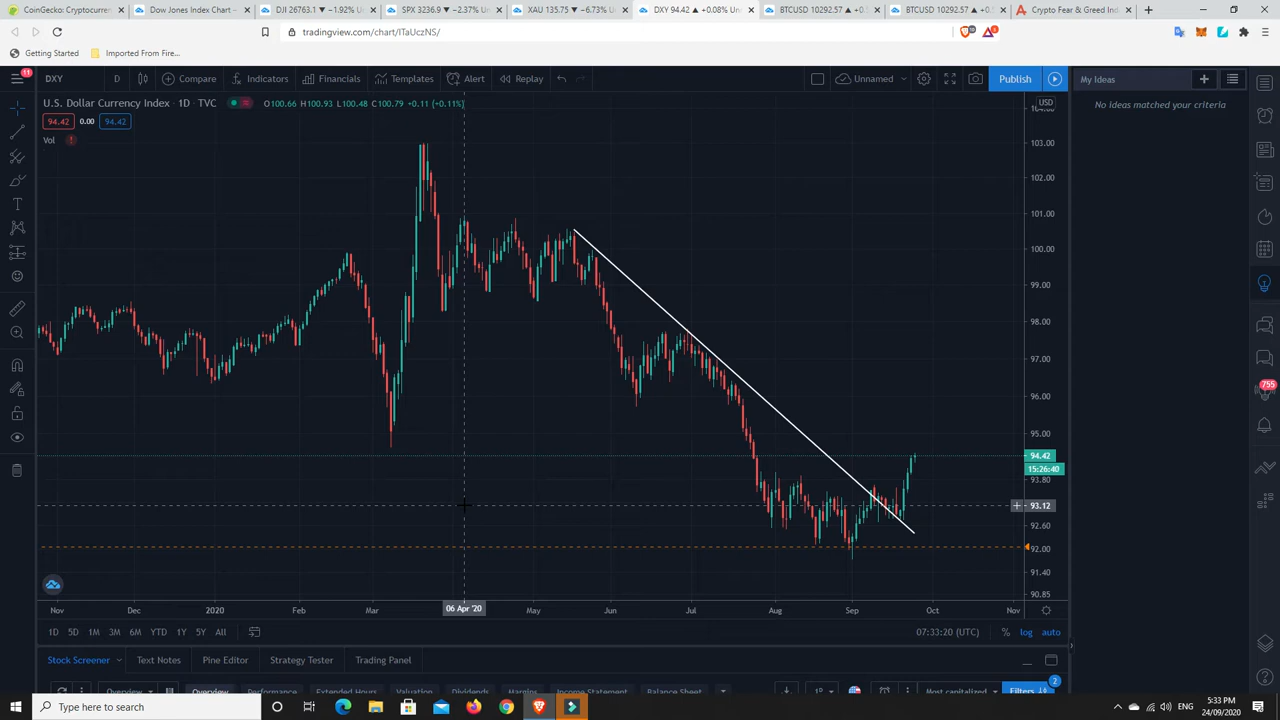 CoinGecko: Cryptocurrency
Dow Jones Index Chart –
DJI 26763.1 ▼ −1.92% Un
SPX 3236.9 ▼ −2.37% Un
XAU 135.75 ▼ −6.73% Un
DXY 94.42 ▲ +0.08% Unn
BTCUSD 10292.57 ▲ +0.
BTCUSD 10292.57 ▲ +0.
Crypto Fear & Greed Ind
tradingview.com/chart/ITaUczNS/
Getting Started
Imported From Fire...
11
DXY
D
Compare
Indicators
Financials
Templates
Alert
Replay
Unnamed
Publish
My Ideas
U.S. Dollar Currency Index · 1D · TVC
O100.66 H100.93 L100.48 C100.79 +0.11 (+0.11%)
USD
No ideas matched your criteria
94.42 0.00 94.42
Vol
104.00
103.00
102.00
101.00
100.00
99.00
98.00
97.00
96.00
95.00
94.42
15:26:40
93.80
93.12
92.60
92.00
91.40
90.85
755
Nov Dec 2020 Feb Mar 06 Apr '20 May Jun Jul Aug Sep Oct Nov
1D 5D 1M 3M 6M YTD 1Y 5Y All
07:33:20 (UTC) % log auto
Stock Screener
Text Notes
Pine Editor
Strategy Tester
Trading Panel
2
Overview
Overview
Performance
Extended Hours
Valuation
Dividends
Margins
Income Statement
Balance Sheet
Most capitalized
Filters
Type here to search
ENG
5:33 PM
24/09/2020